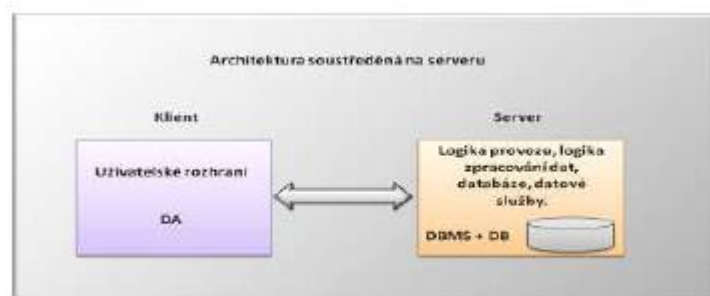 Architektura soustředěná na serveru
Klient
Server
Uživatelské rozhraní
DA
Logika provozu, logika
zpracování dat,
databáze, datové
služby.
DBMS + DB